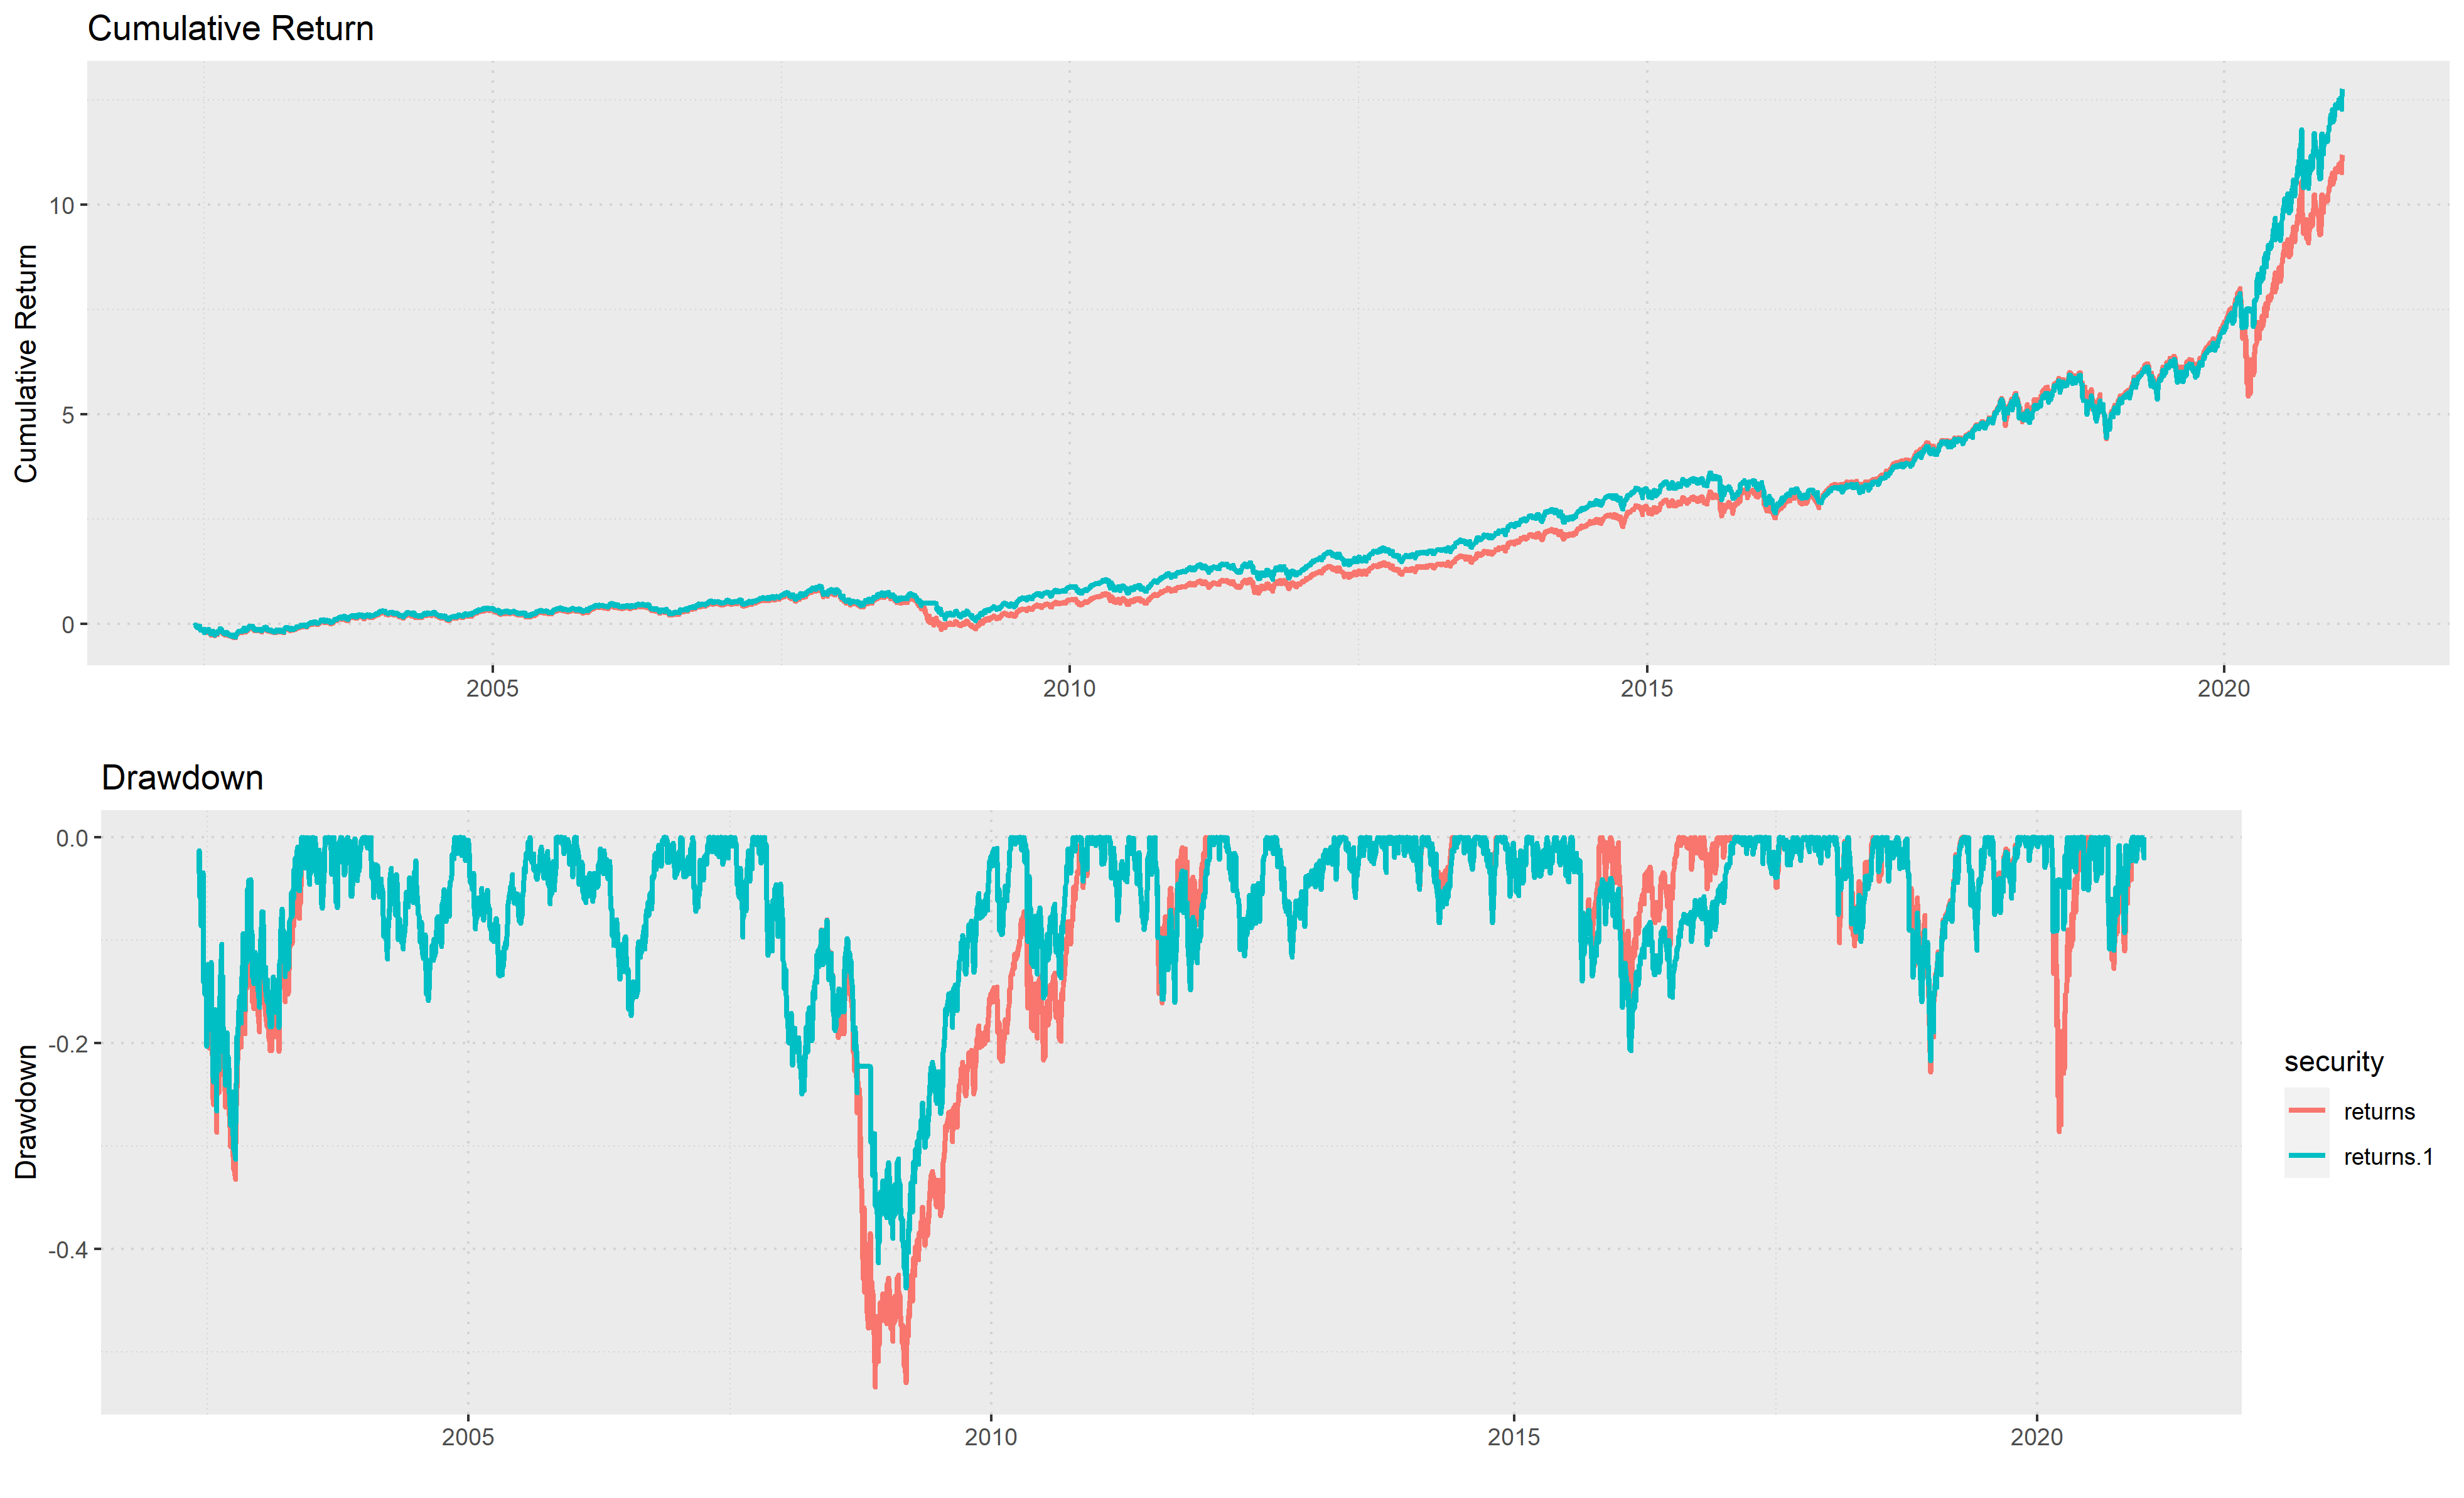 Cumulative Return
Cumulative Return
10
5
0
2005 2010 2015 2020
Drawdown
Drawdown
0.0
-0.2
-0.4
2005 2010 2015 2020
security
returns
returns.1